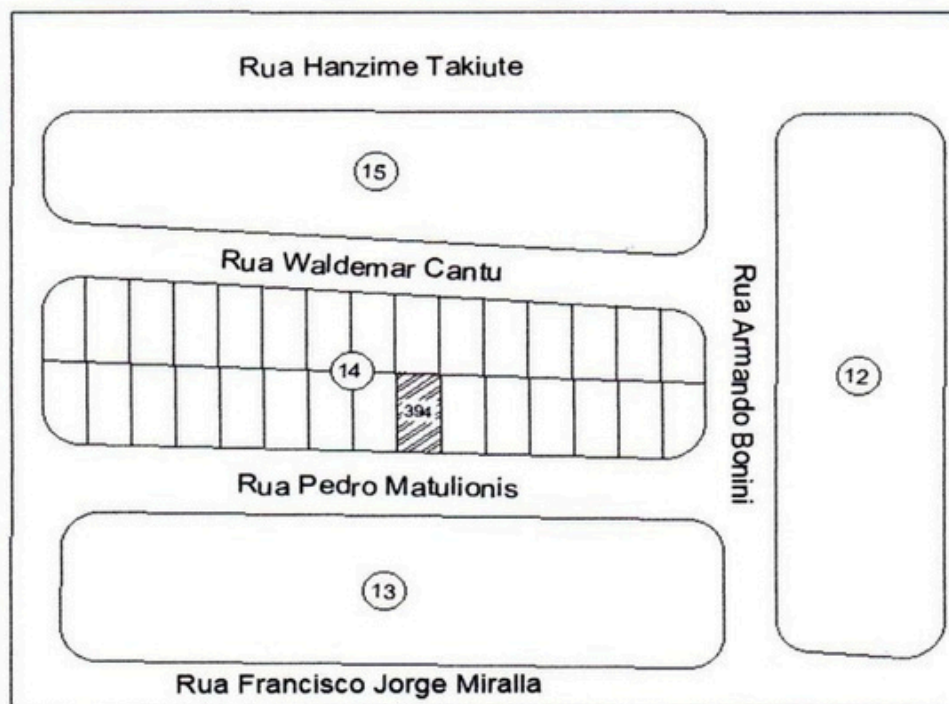 Rua Hanzime Takiute
15
Rua Waldemar Cantu
Rua Armando Bonini
14
12
394
Rua Pedro Matulionis
13
Rua Francisco Jorge Miralla